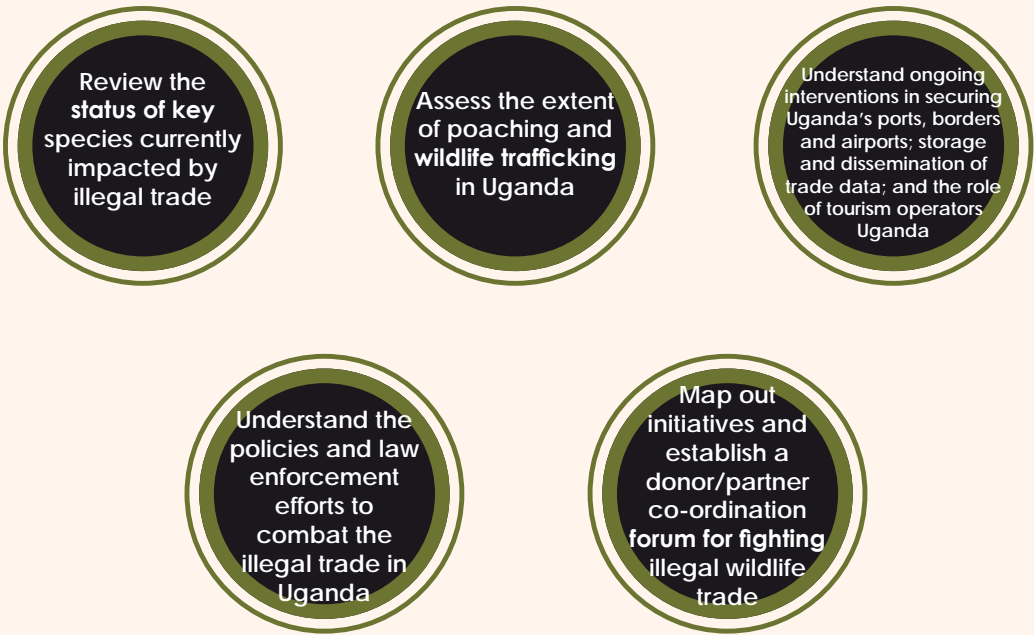 Review the
status of key
species currently
impacted by
illegal trade
Assess the extent
of poaching and
wildlife trafficking
in Uganda
Understand ongoing
interventions in securing
Uganda's ports, borders
and airports; storage
and dissemination of
trade data; and the role
of tourism operators
Uganda
Understand the
policies and law
enforcement
efforts to
combat the
illegal trade in
Uganda
Map out
initiatives and
establish a
donor/partner
co-ordination
forum for fighting
illegal wildlife
trade